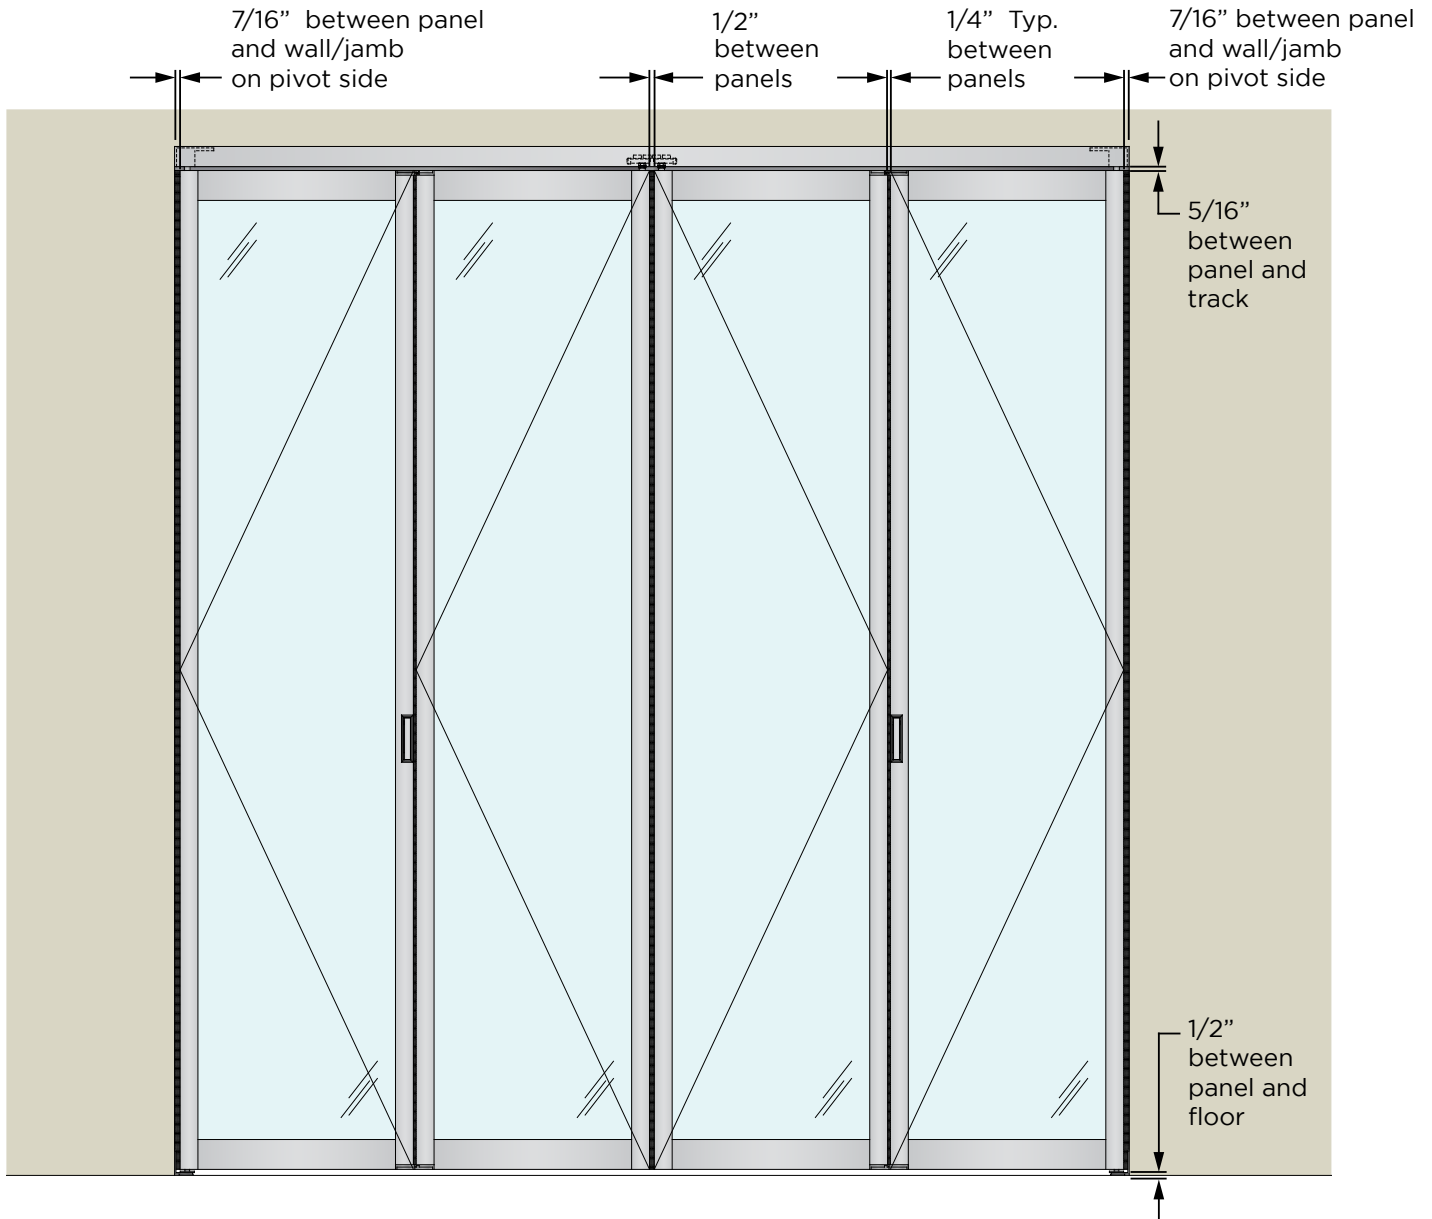 7/16” between panel
and wall/jamb
on pivot side
1/2”
between
panels
1/4” Typ.
between
panels
7/16” between panel
and wall/jamb
on pivot side
5/16”
between
panel and
track
1/2”
between
panel and
floor